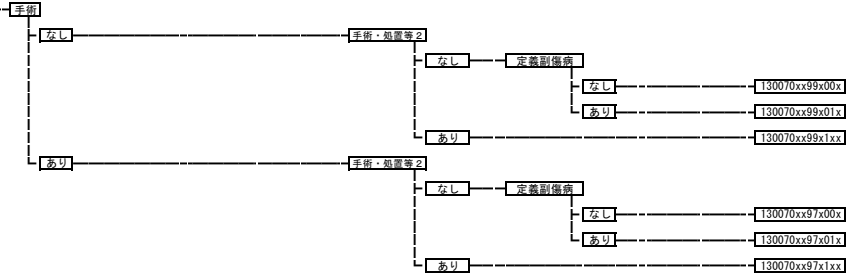 手術
なし 手術・処置等２
なし 定義副傷病
なし 130070xx99x00x
あり 130070xx99x01x
あり 130070xx99x1xx
あり 手術・処置等２
なし 定義副傷病
なし 130070xx97x00x
あり 130070xx97x01x
あり 130070xx97x1xx